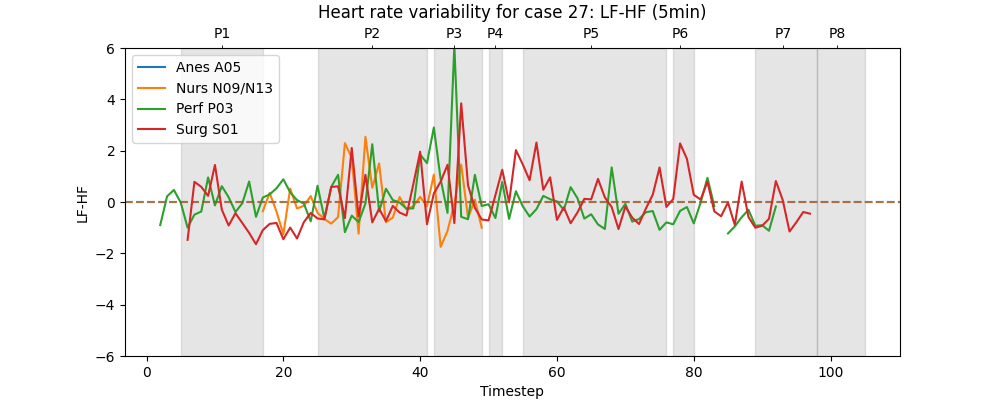 Heart rate variability for case 27: LF-HF (5min)
P1 P2 P3 P4 P5 P6 P7 P8
Anes A05
Nurs N09/N13
Perf P03
Surg S01
LF-HF
6
4
2
0
−2
−4
−6
0 20 40 60 80 100
Timestep